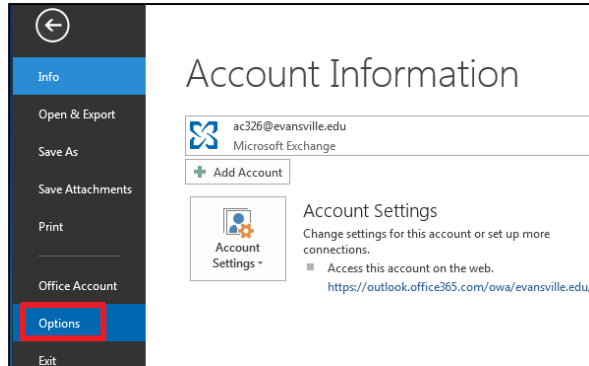 Info
Open & Export
Save As
Save Attachments
Print
Office Account
Options
Exit
Account Information
ac326@evansville.edu
Microsoft Exchange
Add Account
Account
Settings
Account Settings
Change settings for this account or set up more
connections.
Access this account on the web.
https://outlook.office365.com/owa/evansville.edu/